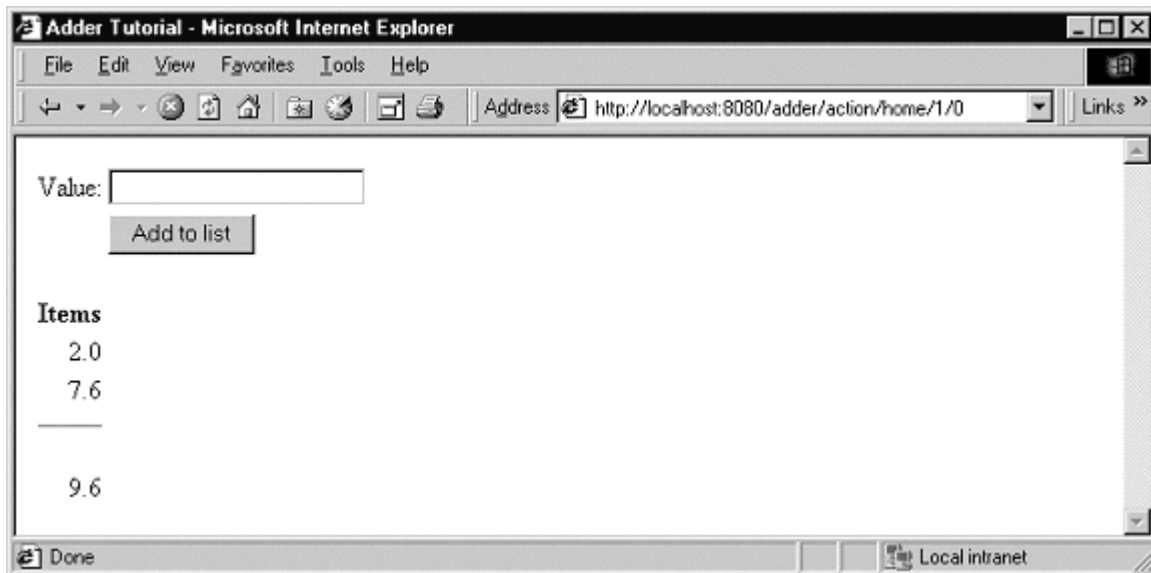 Adder Tutorial - Microsoft Internet Explorer
File Edit View Favorites Tools Help
Address http://localhost:8080/adder/action/home/1/0 Links »
Value:
Add to list
Items
2.0
7.6
9.6
Done Local intranet